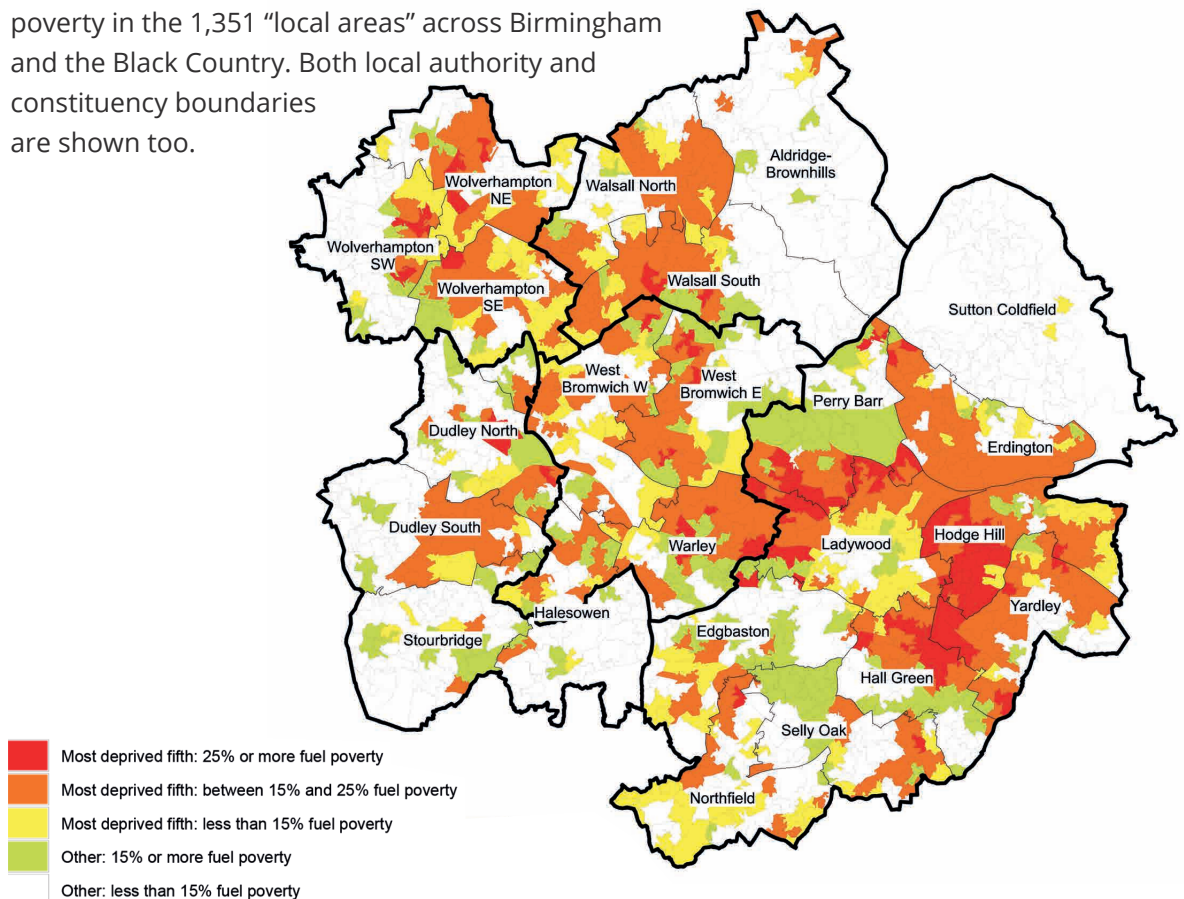 poverty in the 1,351 “local areas” across Birmingham
and the Black Country. Both local authority and
constituency boundaries
are shown too.
Aldridge-
Brownhills
Wolverhampton
NE
Walsall North
Wolverhampton
SW
Walsall South
Wolverhampton
SE
Sutton Coldfield
West
Bromwich W
West
Bromwich E
Perry Barr
Dudley North
Erdington
Dudley South
Hodge Hill
Ladywood
Warley
Yardley
Halesowen
Edgbaston
Stourbridge
Hall Green
Selly Oak
Northfield
Most deprived fifth: 25% or more fuel poverty
Most deprived fifth: between 15% and 25% fuel poverty
Most deprived fifth: less than 15% fuel poverty
Other: 15% or more fuel poverty
Other: less than 15% fuel poverty